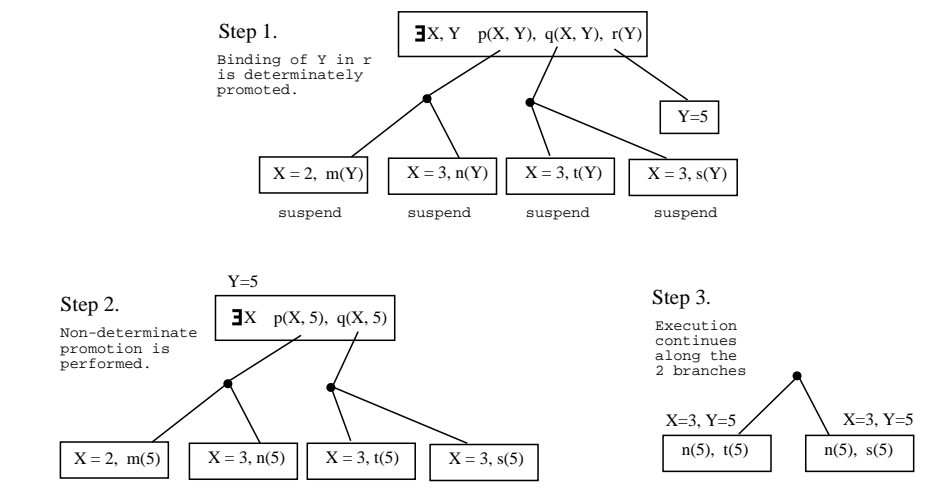 Step 1.
Binding of Y in r
is determinately
promoted.
∃X, Y p(X, Y), q(X, Y), r(Y)
Y=5
X = 2, m(Y)
X = 3, n(Y)
X = 3, t(Y)
X = 3, s(Y)
suspend
suspend
suspend
suspend
Step 2.
Non-determinate
promotion is
performed.
Y=5
∃X p(X, 5), q(X, 5)
X = 2, m(5)
X = 3, n(5)
X = 3, t(5)
X = 3, s(5)
Step 3.
Execution
continues
along the
2 branches
X=3, Y=5
X=3, Y=5
n(5), t(5)
n(5), s(5)